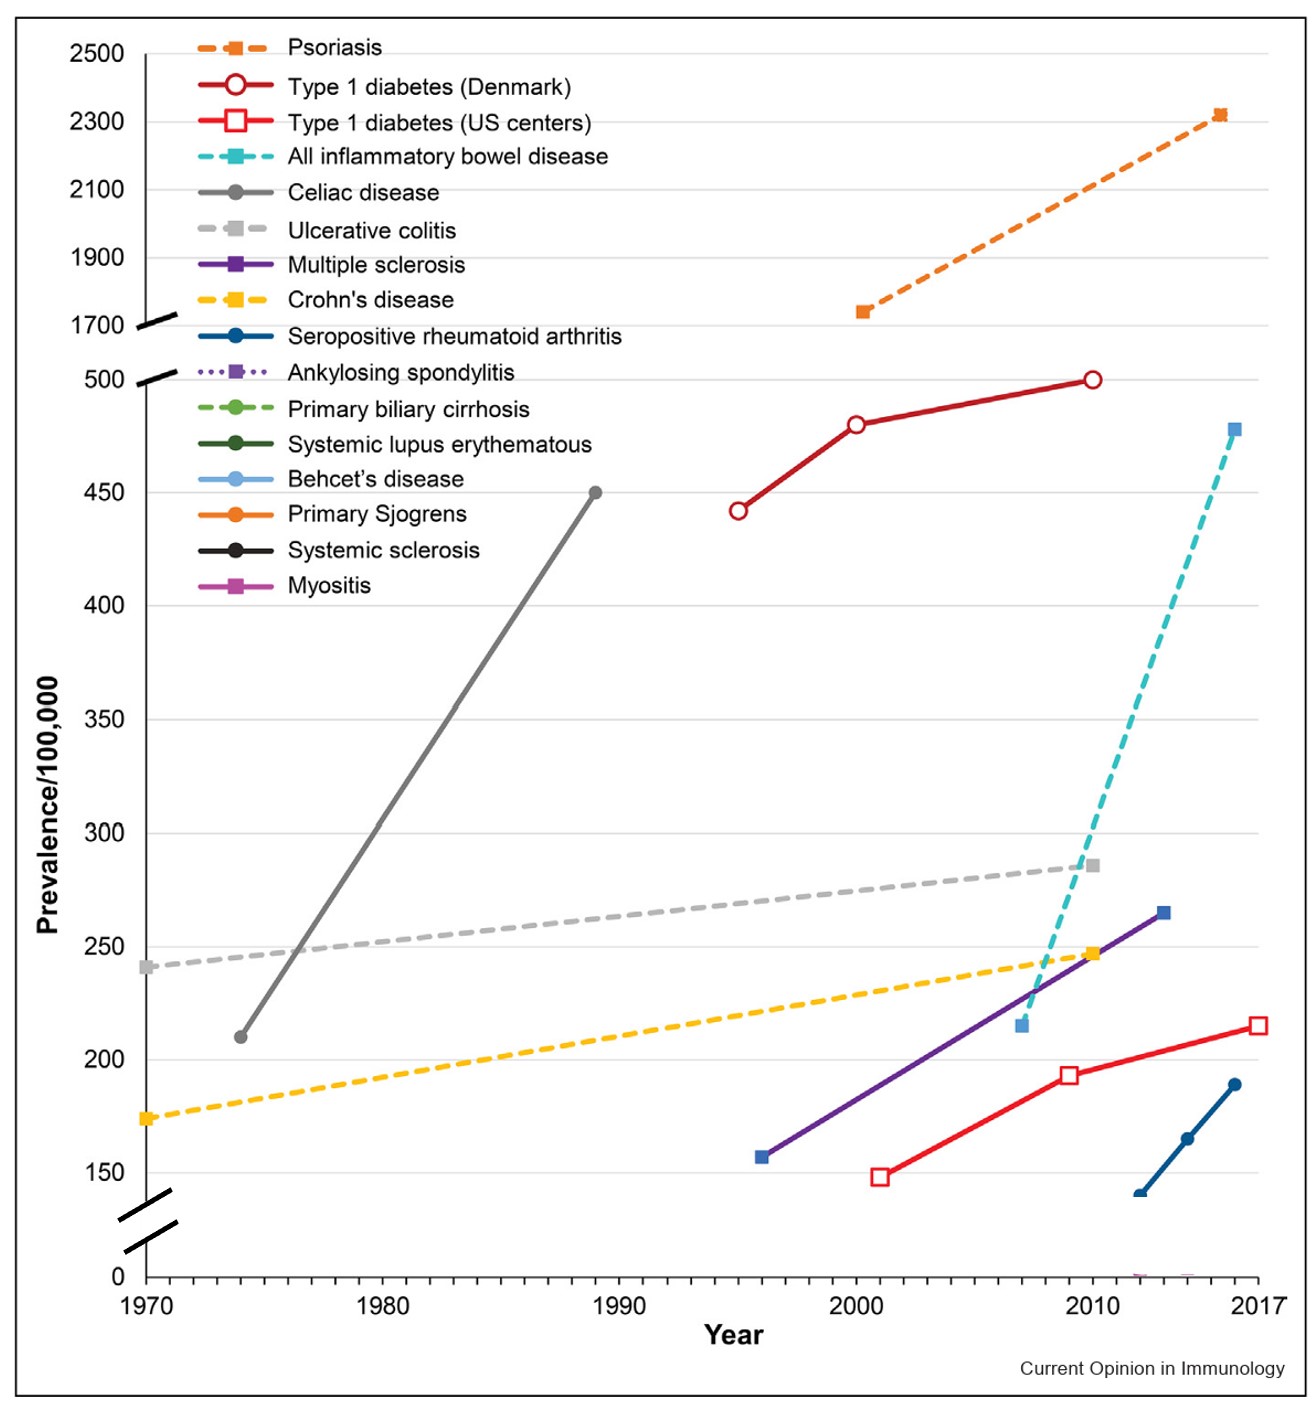 2500
2300
2100
1900
1700
500
450
400
350
300
250
200
150
0
Prevalence/100,000
Psoriasis
Type 1 diabetes (Denmark)
Type 1 diabetes (US centers)
All inflammatory bowel disease
Celiac disease
Ulcerative colitis
Multiple sclerosis
Crohn's disease
Seropositive rheumatoid arthritis
Ankylosing spondylitis
Primary biliary cirrhosis
Systemic lupus erythematous
Behcet’s disease
Primary Sjogrens
Systemic sclerosis
Myositis
1970 1980 1990 2000 2010 2017
Year
Current Opinion in Immunology